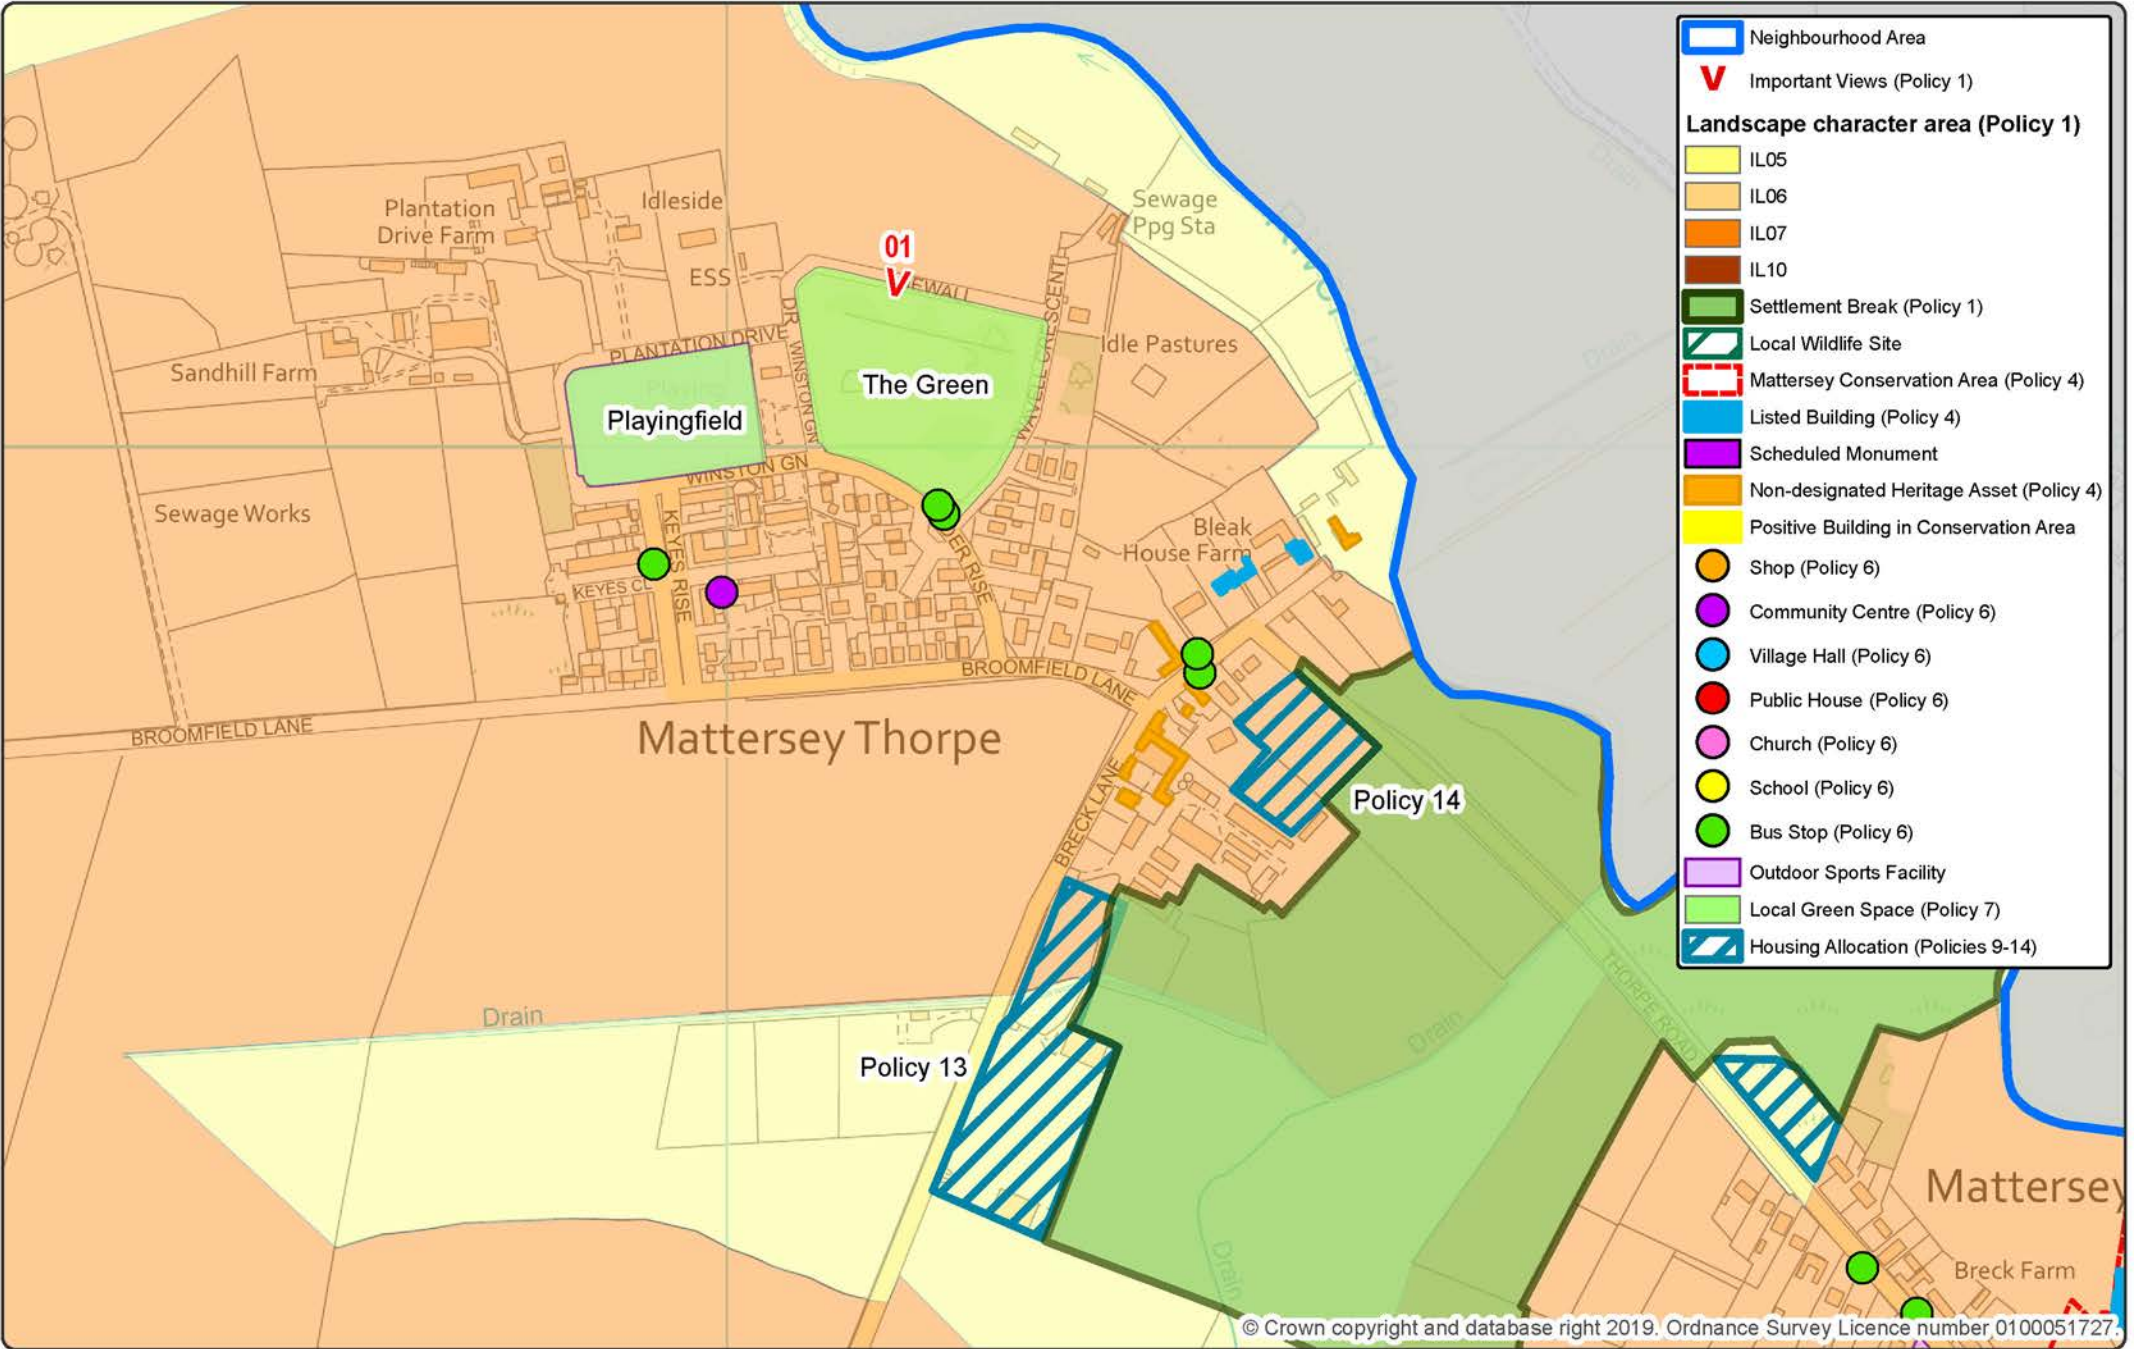 Neighbourhood Area
Important Views (Policy 1)
Landscape character area (Policy 1)
IL05
IL06
IL07
IL10
Settlement Break (Policy 1)
Local Wildlife Site
Mattersey Conservation Area (Policy 4)
Listed Building (Policy 4)
Scheduled Monument
Non-designated Heritage Asset (Policy 4)
Positive Building in Conservation Area
Shop (Policy 6)
Community Centre (Policy 6)
Village Hall (Policy 6)
Public House (Policy 6)
Church (Policy 6)
School (Policy 6)
Bus Stop (Policy 6)
Outdoor Sports Facility
Local Green Space (Policy 7)
Housing Allocation (Policies 9-14)
Drain
Plantation
Drive Farm
Idleside
ESS
Sewage
Ppg Sta
01
V
PLANTATION DRIVE
DR
WINSTON GN
Idle Pastures
Drain
Sandhill Farm
The Green
Playingfield
WINSTON GN
Sewage Works
KEYES RISE
KEYES CL
Bleak
House Farm
BROOMFIELD LANE
BROOMFIELD LANE
Mattersey Thorpe
BRECK LANE
Policy 14
THORPE ROAD
Drain
Drain
Policy 13
Drain
Mattersey
Breck Farm
© Crown copyright and database right 2019. Ordnance Survey Licence number 0100051727.